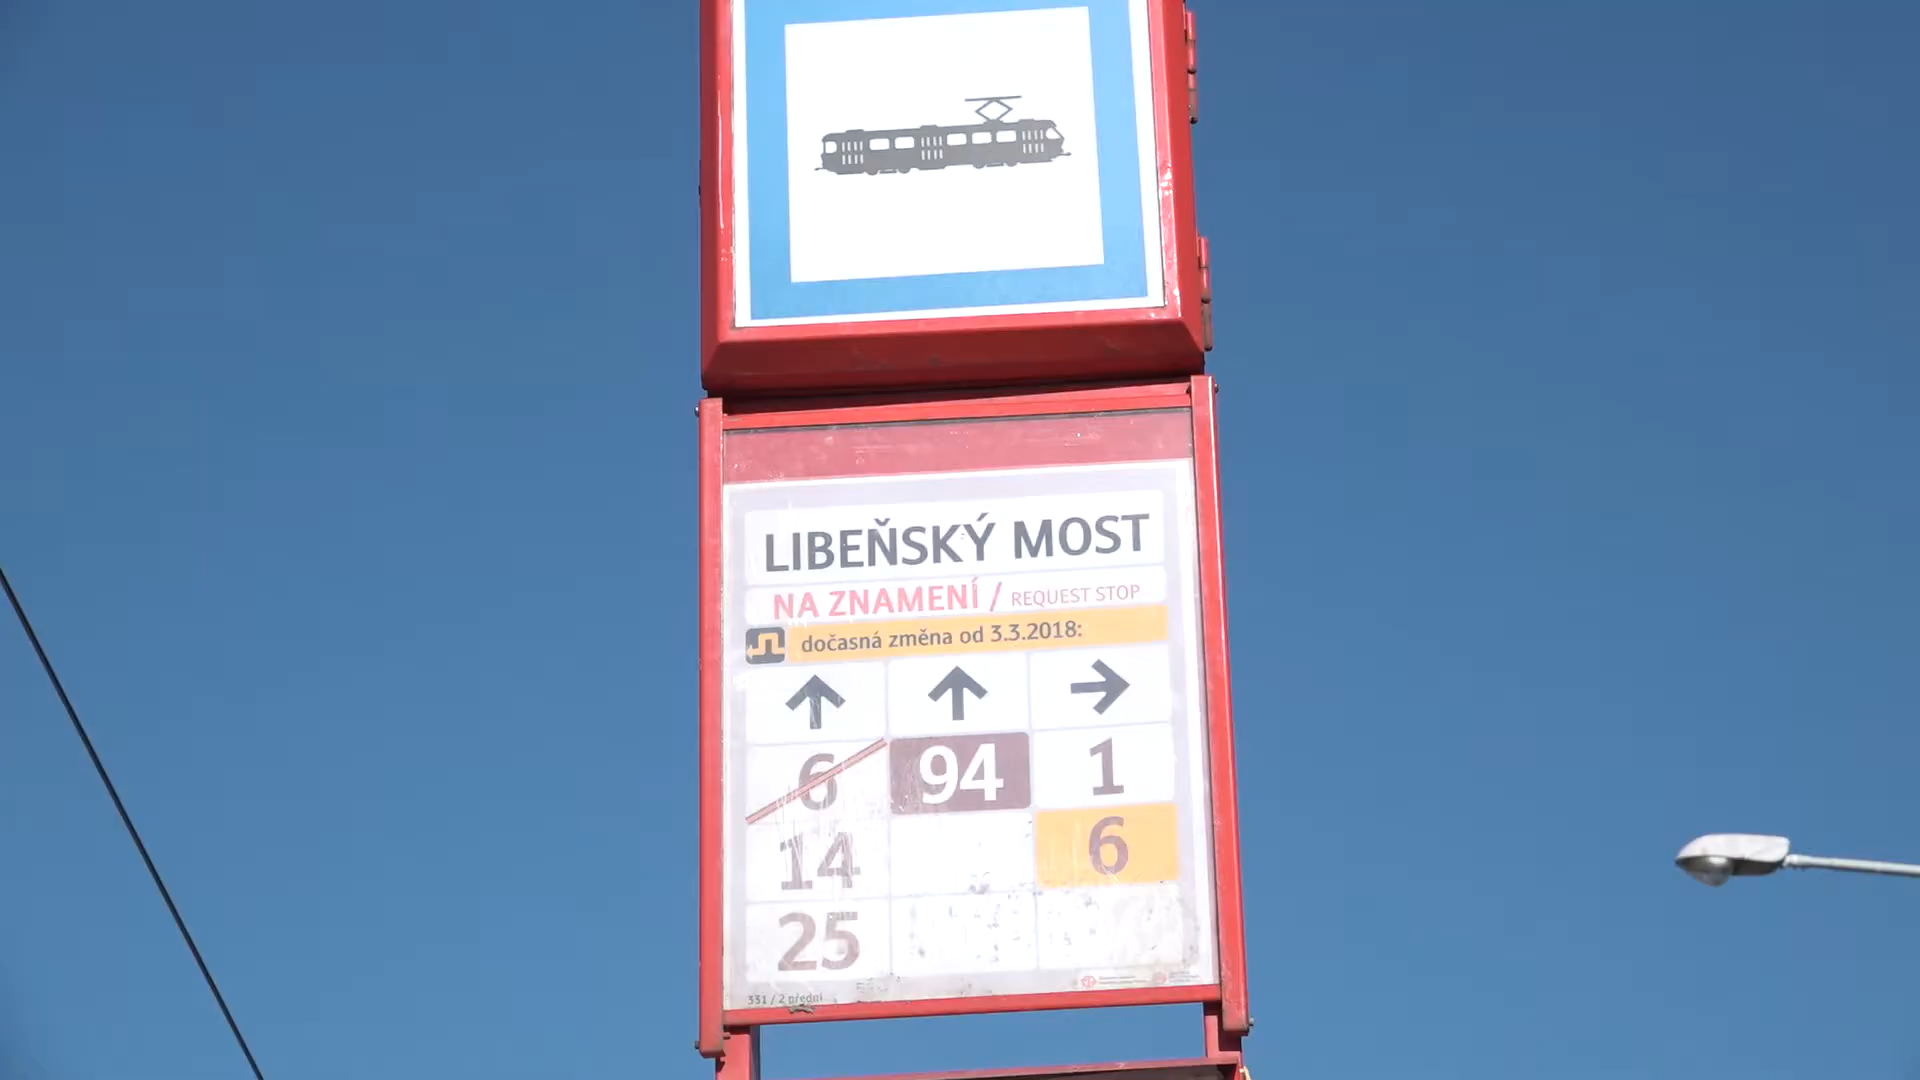 LIBEŇSKÝ MOST
NA ZNAMENÍ / REQUEST STOP
dočasná změna od 3.3.2018:
6 94 1
14 6
25
331 / 2 přední